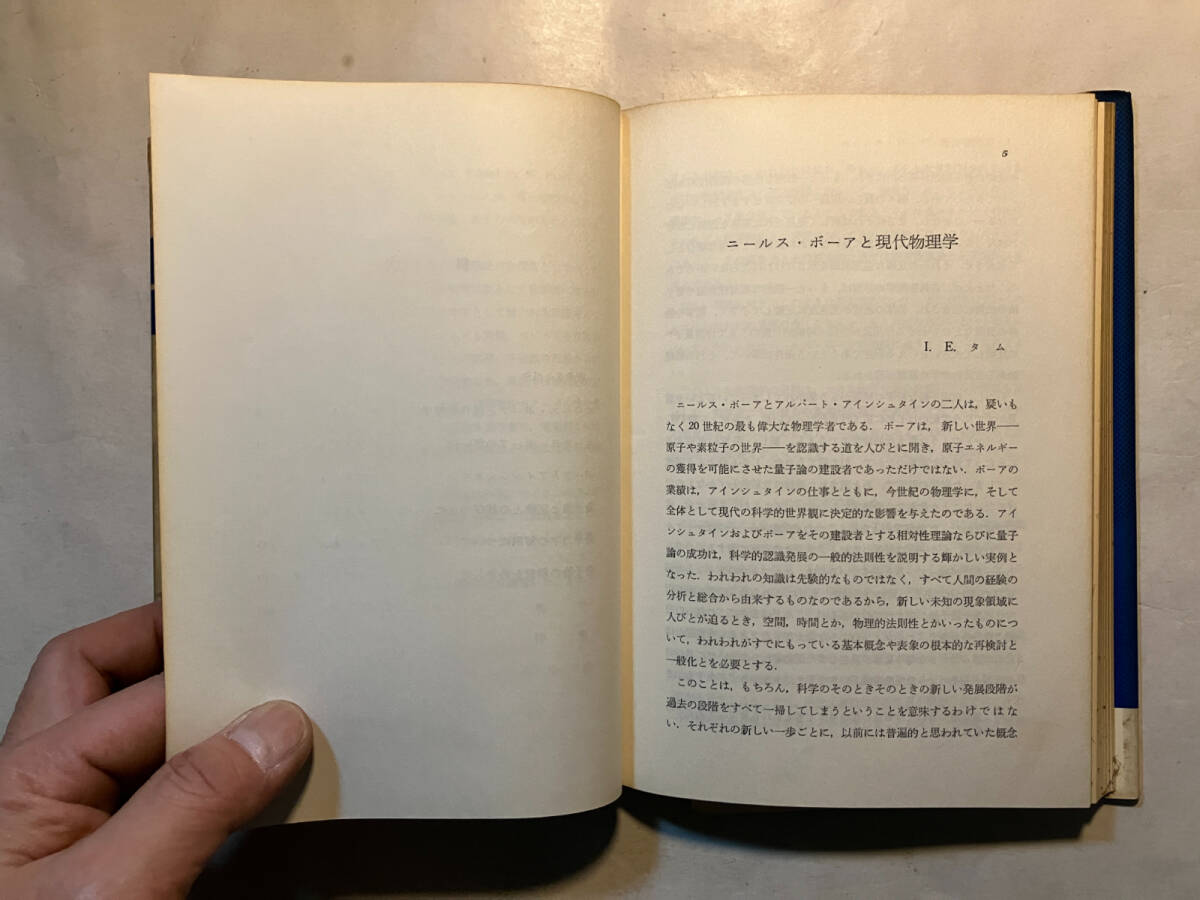 5
ニールス・ボーアと現代物理学
I. E. タム
ニールス・ボーアとアルバート・アインシュタインの二人は，疑いも
なく20世紀の最も偉大な物理学者である．ボーアは，新しい世界——
原子や素粒子の世界——を認識する道を人びとに開き，原子エネルギー
の獲得を可能にさせた量子論の建設者であっただけではない．ボーアの
業績は，アインシュタインの仕事とともに，今世紀の物理学に，そして
全体として現代の科学的世界観に決定的な影響を与えたのである．アイ
ンシュタインおよびボーアをその建設者とする相対性理論ならびに量子
論の成功は，科学的認識発展の一般的法則性を説明する輝かしい実例と
なった．われわれの知識は先験的なものではなく，すべて人間の経験の
分析と総合から由来するものなのであるから，新しい未知の現象領域に
人びとが迫るとき，空間，時間とか，物理的法則性とかいったものにつ
いて，われわれがすでにもっている基本概念や表象の根本的な再検討と
一般化とを必要とする．
このことは，もちろん，科学のそのときそのときの新しい発展段階が
過去の段階をすべて一掃してしまうということを意味するわけではな
い．それぞれの新しい一歩ごとに，以前には普遍的と思われていた概念